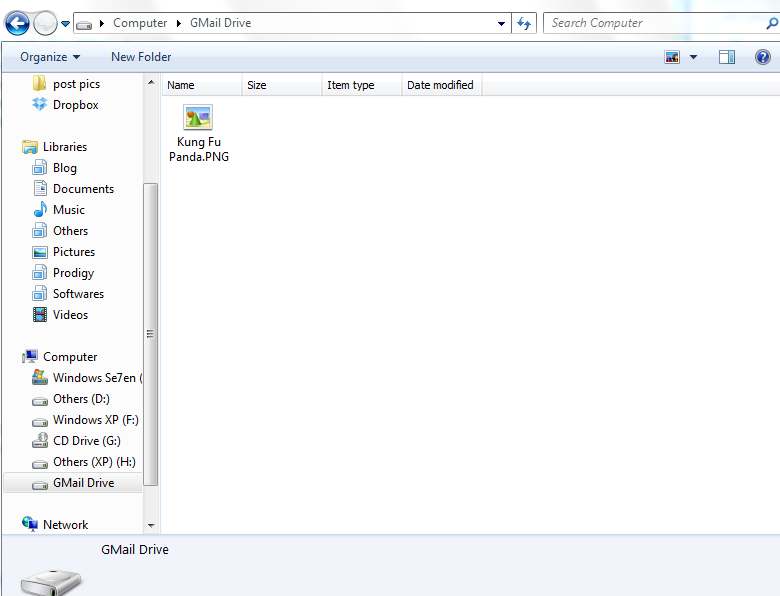 Computer GMail Drive Search Computer
Organize New Folder
Name Size Item type Date modified
post pics
Dropbox
Libraries
Blog
Documents
Music
Others
Pictures
Prodigy
Softwares
Videos
Computer
Windows Se7en (
Others (D:)
Windows XP (F:)
CD Drive (G:)
Others (XP) (H:)
GMail Drive
Network
Kung Fu
Panda.PNG
GMail Drive